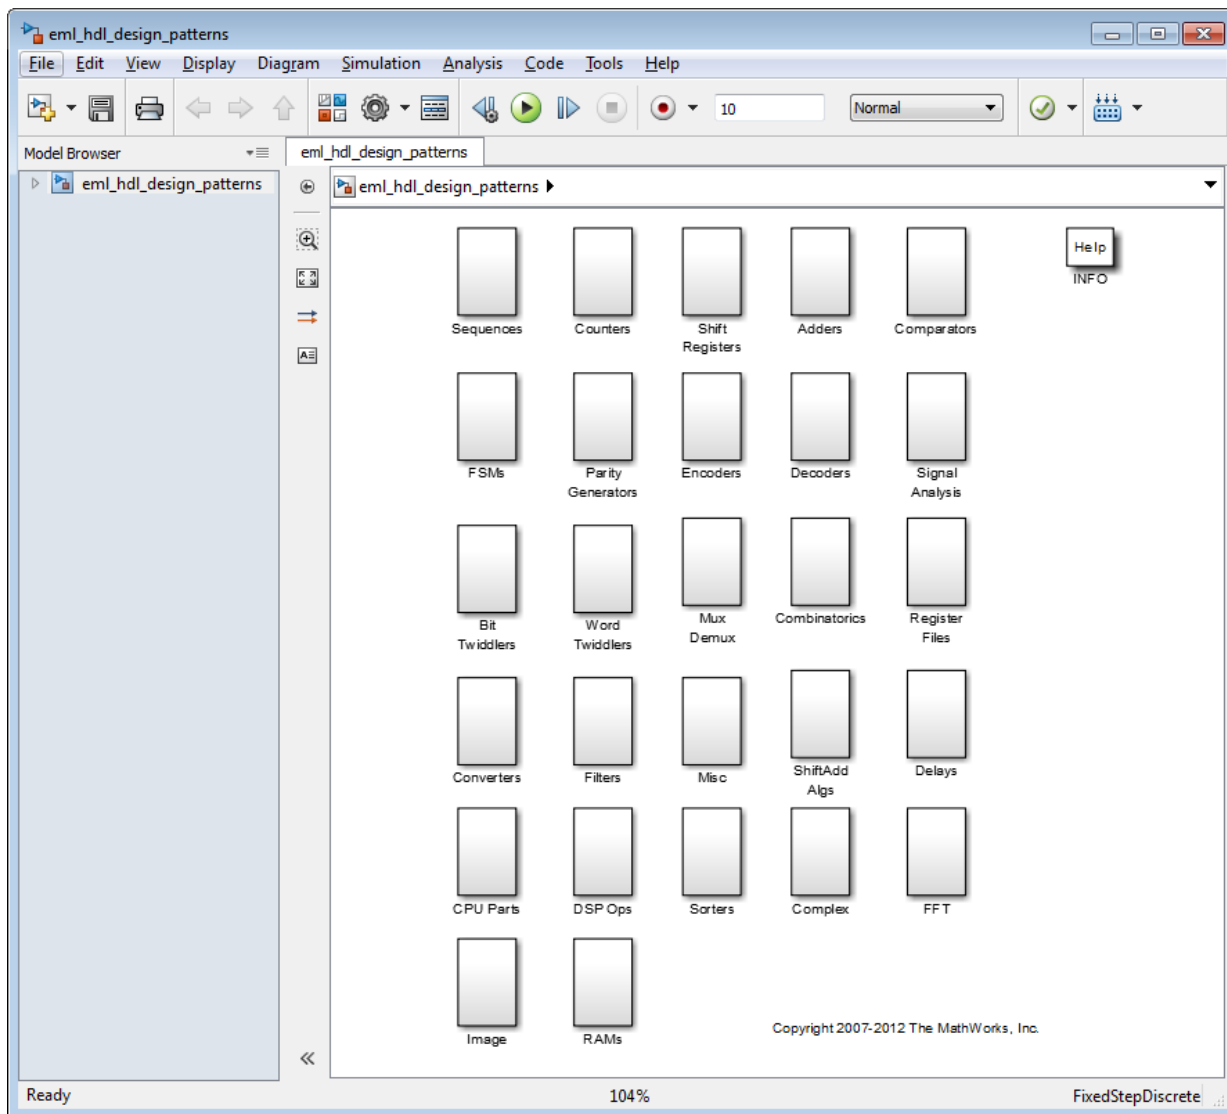 eml_hdl_design_patterns
File Edit View Display Diagram Simulation Analysis Code Tools Help
10 Normal
Model Browser
eml_hdl_design_patterns
eml_hdl_design_patterns
eml_hdl_design_patterns
Help
INFO
Sequences
Counters
Shift
Registers
Adders
Comparators
FSMs
Parity
Generators
Encoders
Decoders
Signal
Analysis
Bit
Twiddlers
Word
Twiddlers
Mux
Demux
Combinatorics
Register
Files
Converters
Filters
Misc
ShiftAdd
Algs
Delays
CPU Parts
DSP Ops
Sorters
Complex
FFT
Image
RAMs
Copyright 2007-2012 The MathWorks, Inc.
Ready 104% FixedStepDiscrete